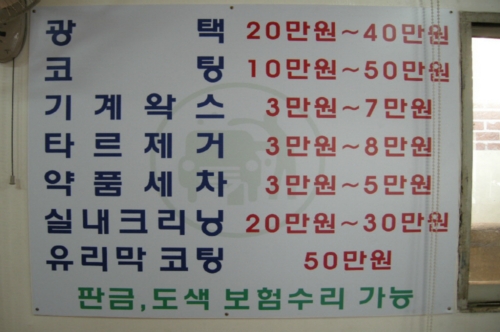 광 택 20만원~40만원
코 팅 10만원~50만원
기 계 왁 스 3만원~7만원
타 르 제 거 3만원~8만원
약 품 세 차 3만원~5만원
실내크리닝 20만원~30만원
유리막 코팅 50만원
판금,도색 보험수리 가능